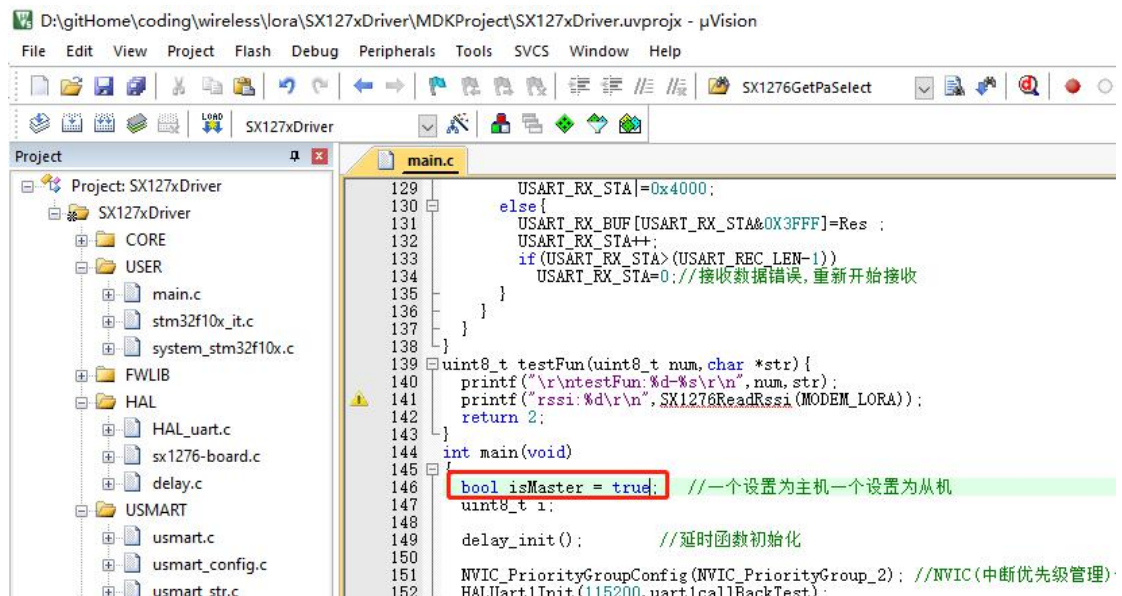 D:\gitHome\coding\wireless\lora\SX127xDriver\MDKProject\SX127xDriver.uvprojx - µVision
File Edit View Project Flash Debug Peripherals Tools SVCS Window Help
SX1276GetPaSelect
LOAD SX127xDriver
Project
main.c
Project: SX127xDriver
SX127xDriver
CORE
USER
main.c
stm32f10x_it.c
system_stm32f10x.c
FWLIB
HAL
HAL_uart.c
sx1276-board.c
delay.c
USMART
usmart.c
usmart_config.c
usmart_str.c
129 USART_RX_STA|=0x4000;
130 else{
131 USART_RX_BUF[USART_RX_STA&0X3FFF]=Res ;
132 USART_RX_STA++;
133 if(USART_RX_STA>(USART_REC_LEN-1))
134 USART_RX_STA=0;//接收数据错误,重新开始接收
135 }
136 }
137 }
138 }
139 uint8_t testFun(uint8_t num,char *str){
140 printf("\r\ntestFun:%d-%s\r\n",num,str);
141 printf("rssi:%d\r\n",SX1276ReadRssi(MODEM_LORA));
142 return 2;
143 }
144 int main(void)
145 {
146 bool isMaster = true; //一个设置为主机一个设置为从机
147 uint8_t i;
148
149 delay_init(); //延时函数初始化
150
151 NVIC_PriorityGroupConfig(NVIC_PriorityGroup_2); //NVIC(中断优先级管理)
152 HALUart1Init(115200,uart1callBackTest);